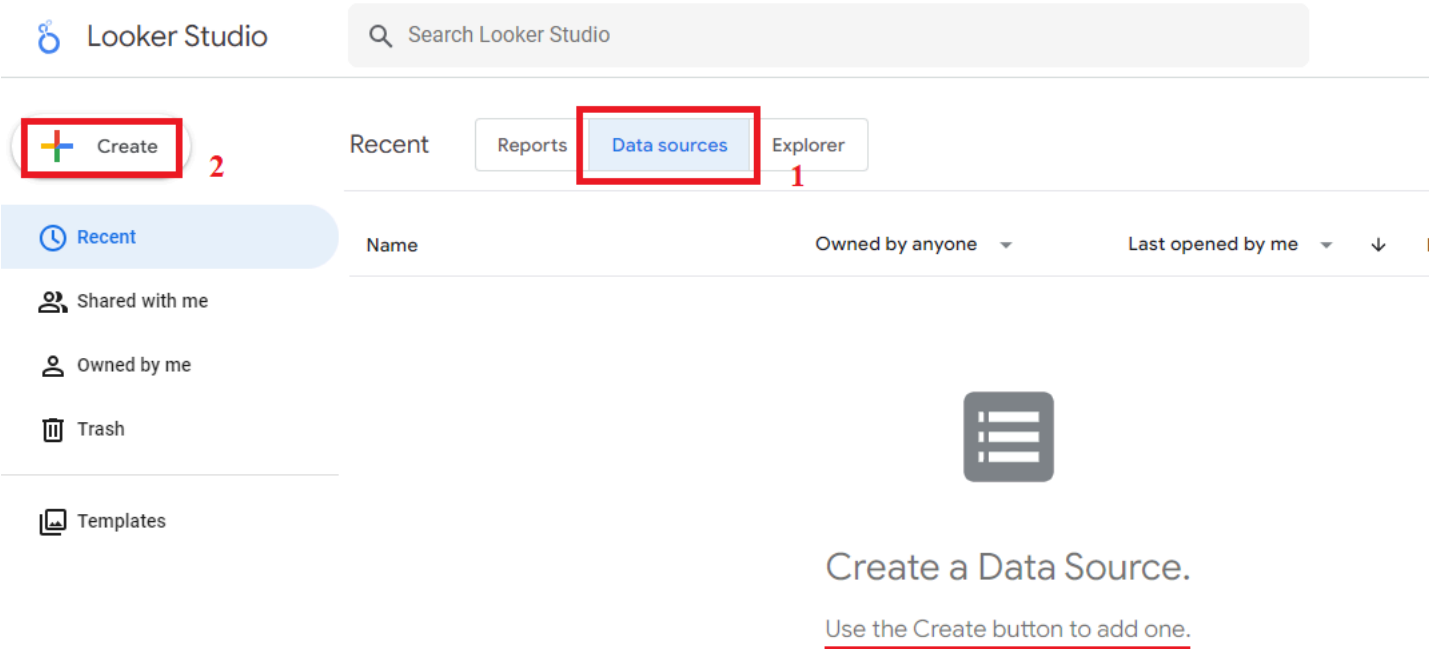 Looker Studio
Search Looker Studio
Create
2
Recent
Reports
Data sources
Explorer
1
Recent
Shared with me
Owned by me
Trash
Templates
Name
Owned by anyone
Last opened by me
Create a Data Source.
Use the Create button to add one.